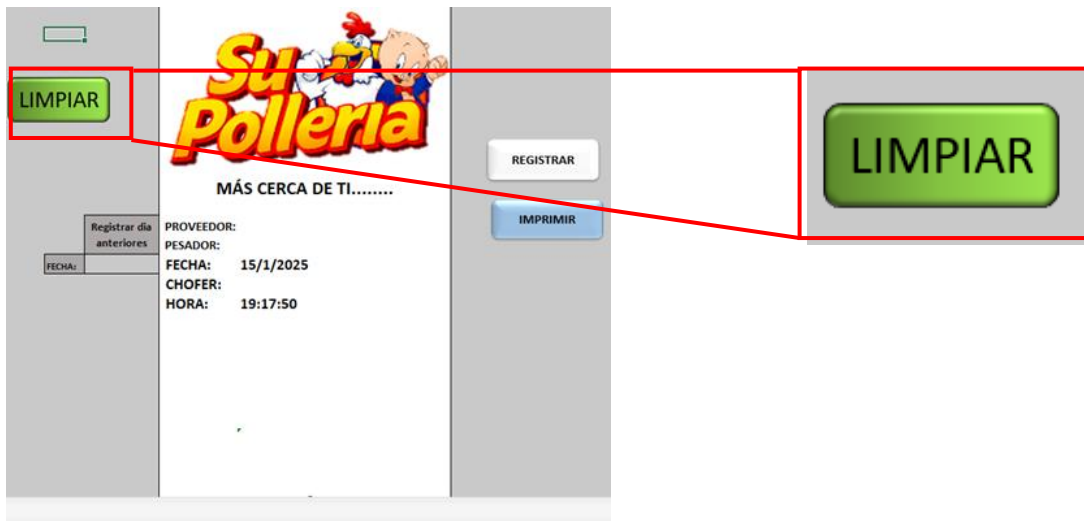 LIMPIAR
Su
Pollería
MÁS CERCA DE TI........
REGISTRAR
IMPRIMIR
Registrar dia
anteriores
FECHA:
PROVEEDOR:
PESADOR:
FECHA: 15/1/2025
CHOFER:
HORA: 19:17:50
LIMPIAR